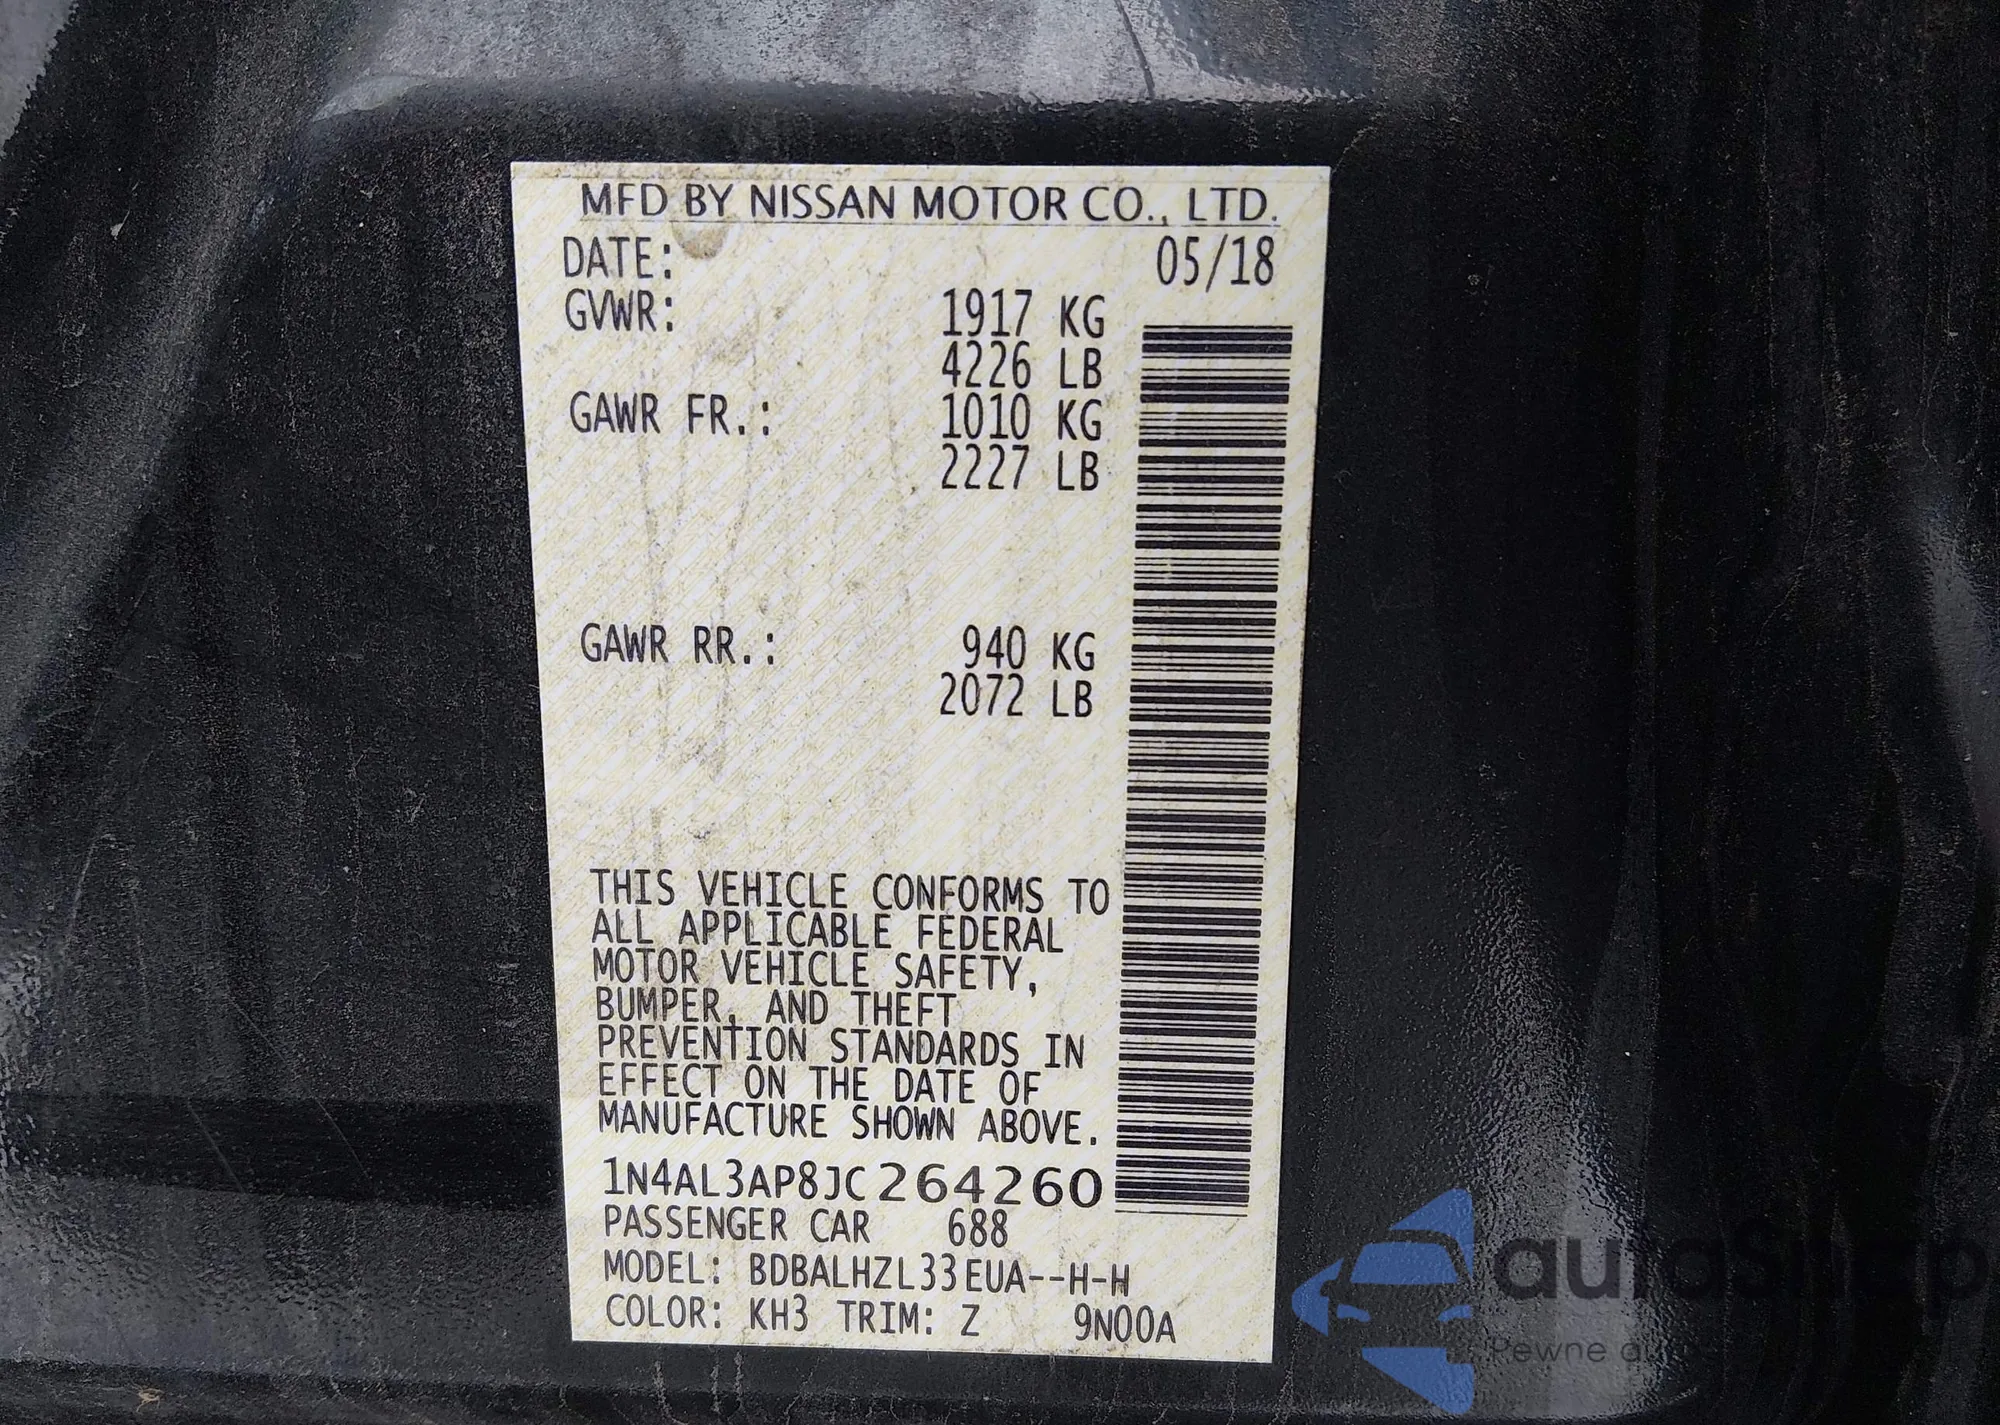 MFD BY NISSAN MOTOR CO., LTD.
DATE: 05/18
GVWR: 1917 KG
4226 LB
GAWR FR.: 1010 KG
2227 LB
GAWR RR.: 940 KG
2072 LB
THIS VEHICLE CONFORMS TO
ALL APPLICABLE FEDERAL
MOTOR VEHICLE SAFETY,
BUMPER, AND THEFT
PREVENTION STANDARDS IN
EFFECT ON THE DATE OF
MANUFACTURE SHOWN ABOVE.
1N4AL3AP8JC264260
PASSENGER CAR 688
MODEL: BDBALHZL33EUA--H-H
COLOR: KH3 TRIM: Z 9N00A
autoSkup
Pewne